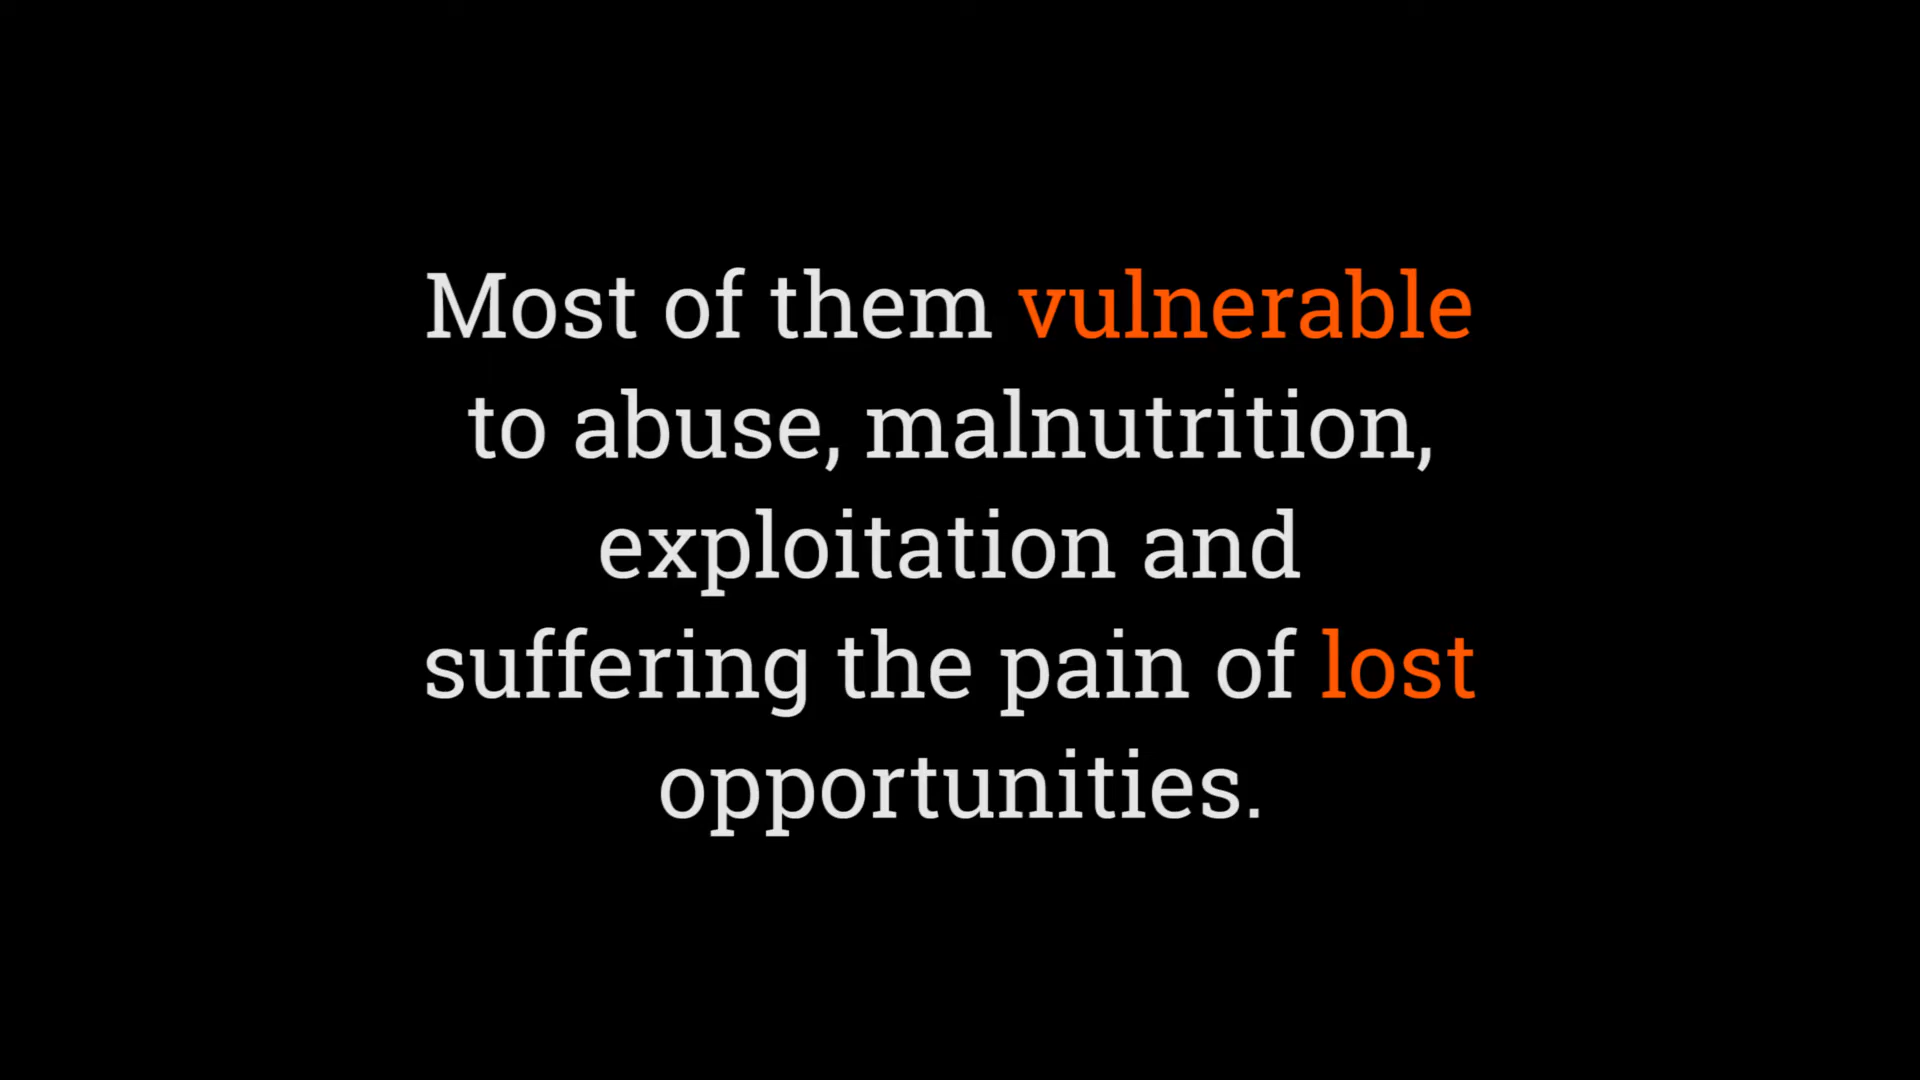 Most of them vulnerable
to abuse, malnutrition,
exploitation and
suffering the pain of lost
opportunities.